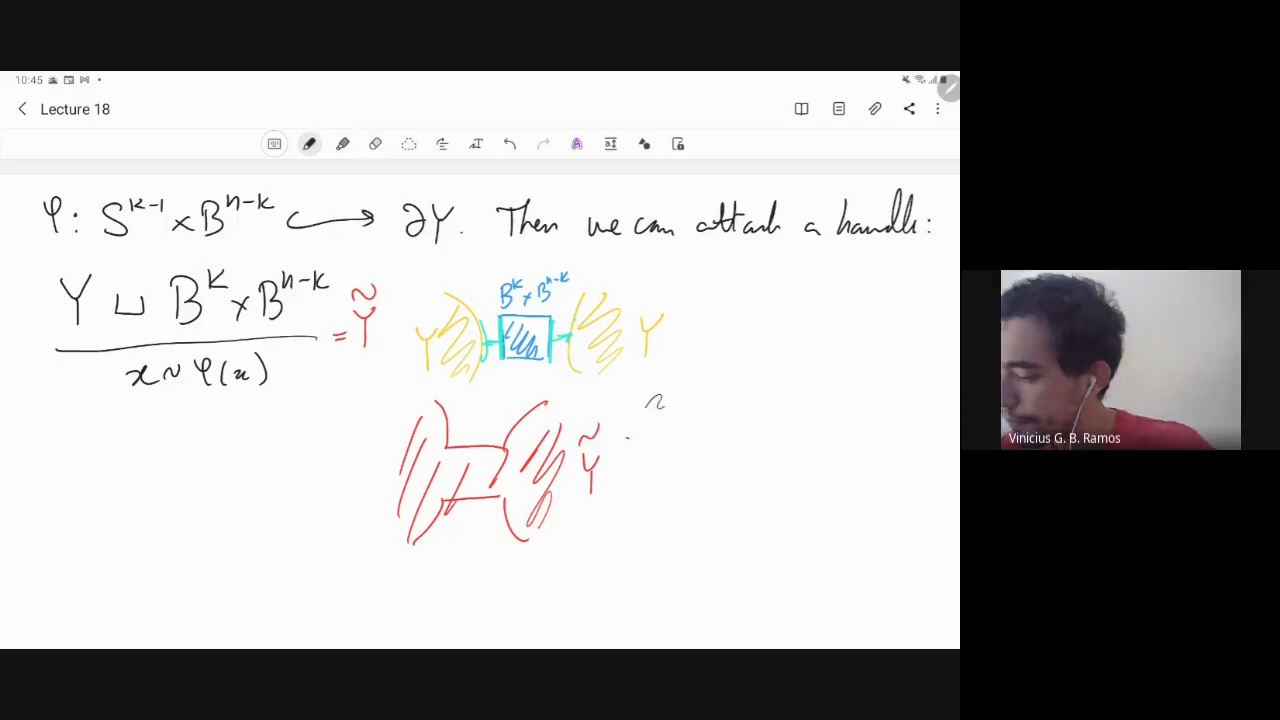 10:45
Lecture 18
φ: S^{k-1} × B^{n-k} ↪ ∂Y. Then we can attach a handle:
Y ⊔ B^k × B^{n-k}
x ~ φ(x)
= Ỹ
B^k × B^{n-k}
Y
Y
Ỹ
Vinicius G. B. Ramos